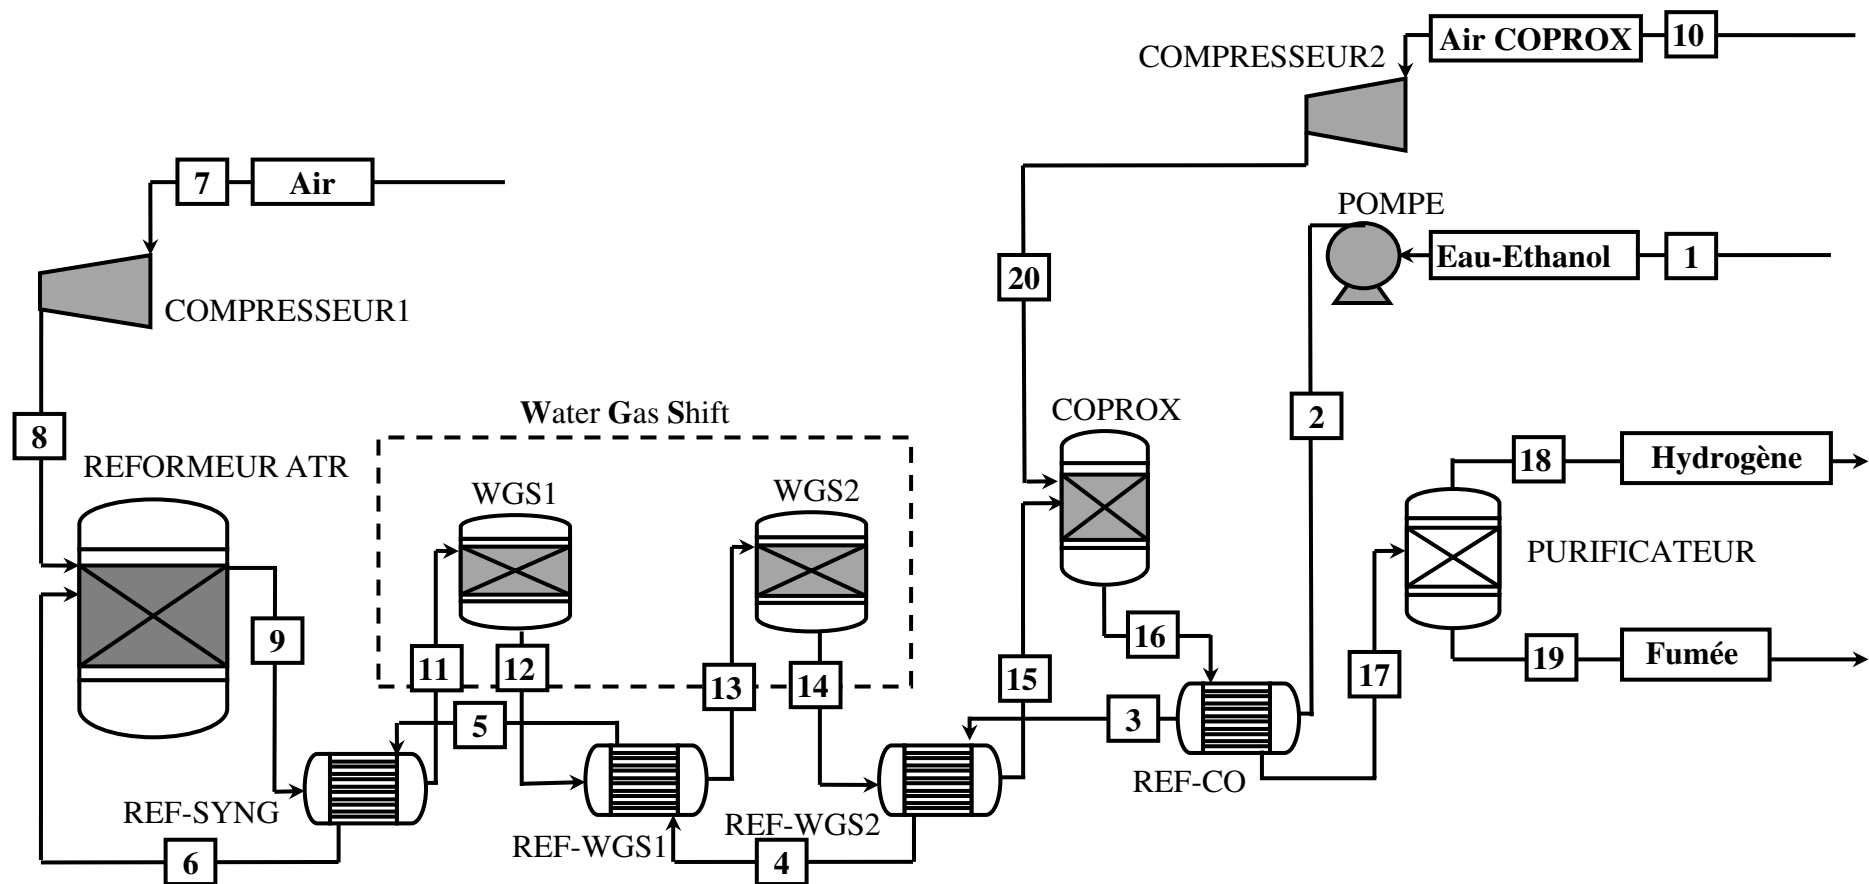 Air COPROX
10
COMPRESSEUR2
7
Air
POMPE
Eau-Ethanol
1
20
COMPRESSEUR1
Water Gas Shift
COPROX
2
8
REFORMEUR ATR
18
Hydrogène
WGS1
WGS2
PURIFICATEUR
9
16
11
12
13
14
15
17
19
Fumée
5
3
REF-CO
REF-SYNG
REF-WGS1
REF-WGS2
6
4